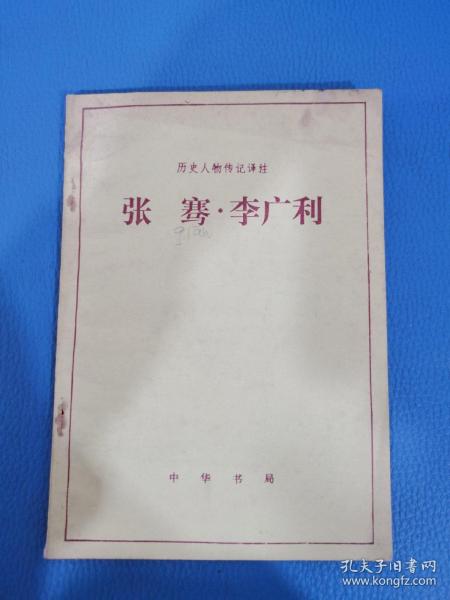 历史人物传记译注
张骞·李广利
qian
中华书局
孔夫子旧书网
www.kongfz.com